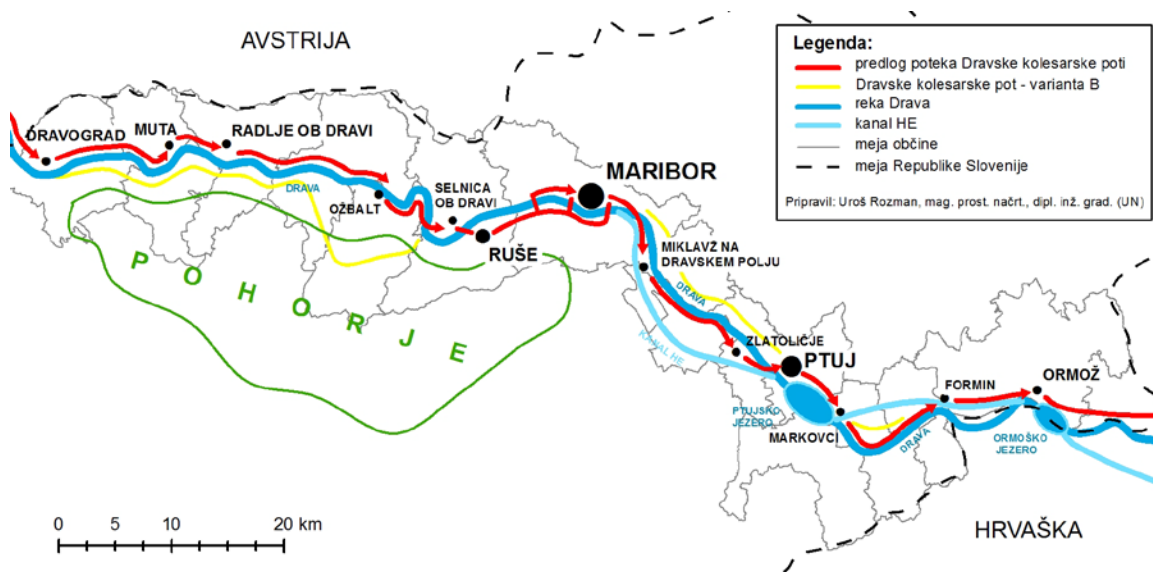 AVSTRIJA
Legenda:
predlog poteka Dravske kolesarske poti
Dravske kolesarske pot - varianta B
reka Drava
kanal HE
meja občine
meja Republike Slovenije
Pripravil: Uroš Rozman, mag. prost. načrt., dipl. inž. grad. (UN)
DRAVOGRAD
MUTA
RADLJE OB DRAVI
DRAVA
OŽBALT
SELNICA
OB DRAVI
MARIBOR
RUŠE
POHORJE
MIKLAVŽ NA
DRAVSKEM POLJU
DRAVA
KANAL HE
ZLATOLIČJE
PTUJ
PTUJSKO
JEZERO
MARKOVCI
DRAVA
FORMIN
ORMOŽ
ORMOŠKO
JEZERO
HRVAŠKA
0 5 10 20 km